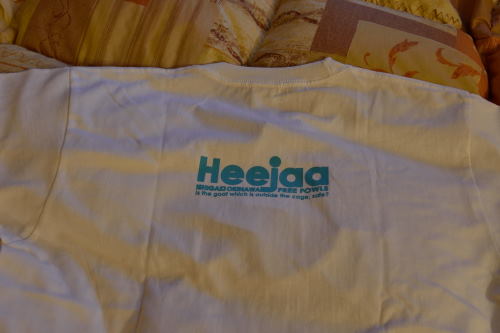 Heejaa
ISHIGAKI OKINAWA FREE FOWLS
is the goat which is outside the cage, safe?